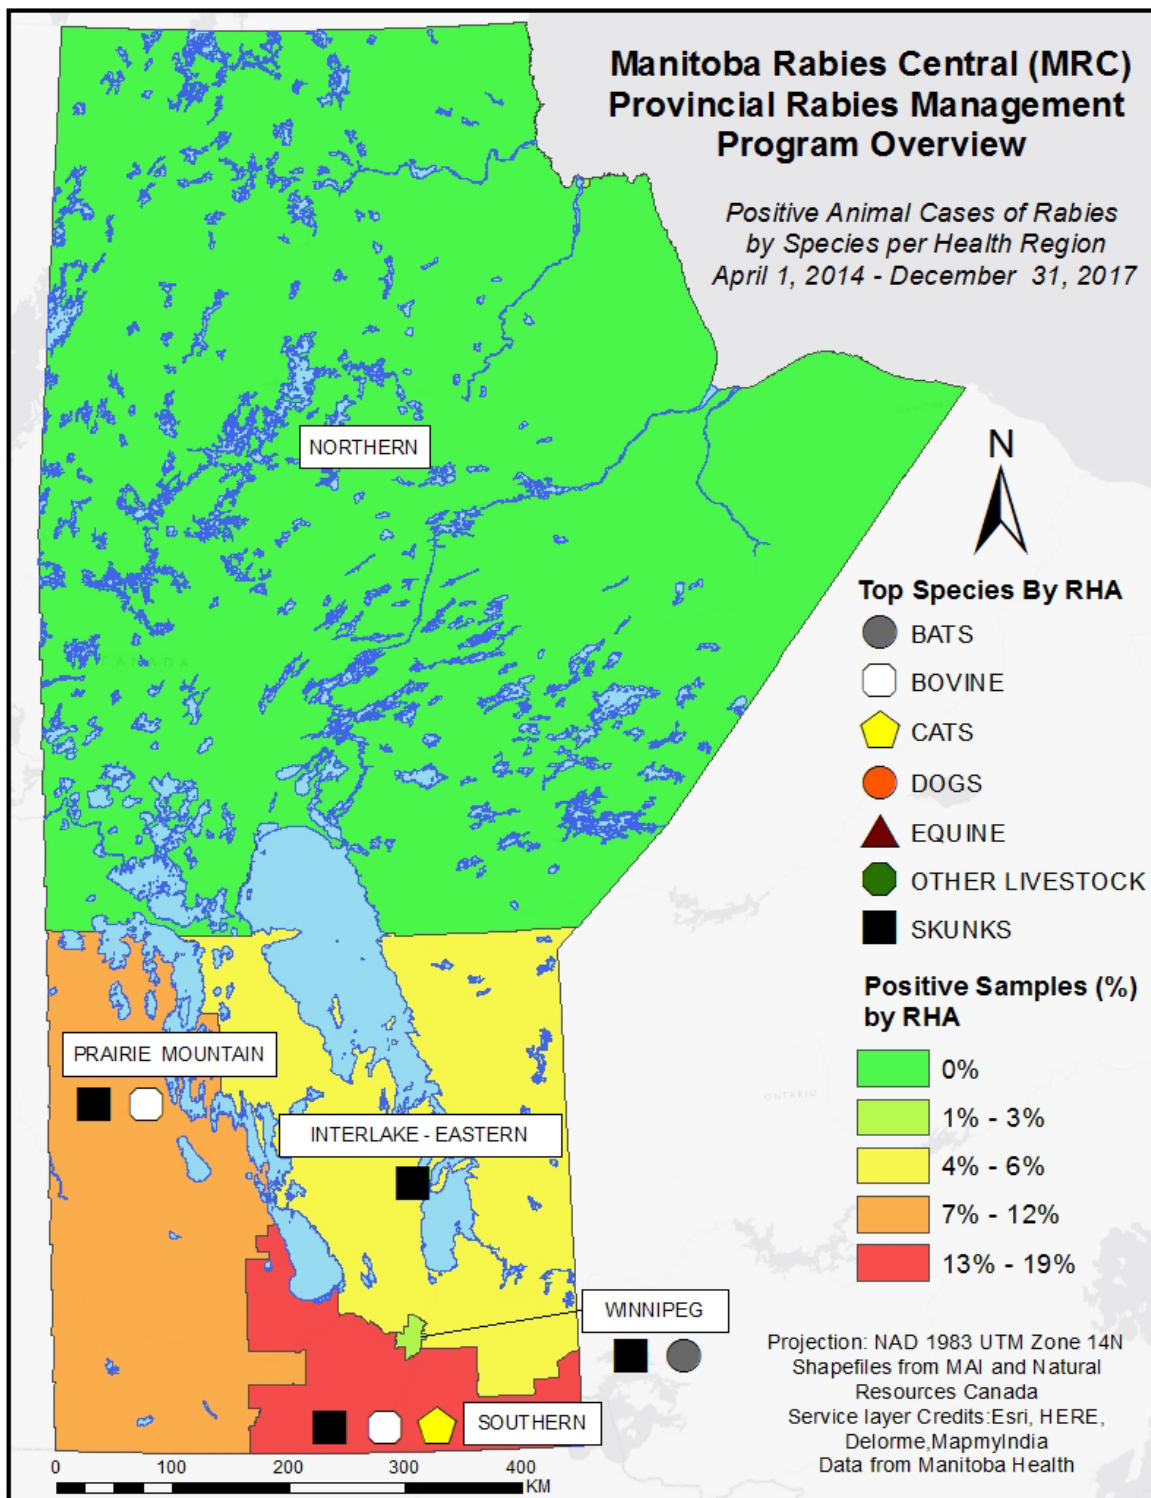 Manitoba Rabies Central (MRC)
Provincial Rabies Management
Program Overview
Positive Animal Cases of Rabies
by Species per Health Region
April 1, 2014 - December 31, 2017
NORTHERN
N
CANADA
Top Species By RHA
BATS
BOVINE
CATS
DOGS
EQUINE
OTHER LIVESTOCK
SKUNKS
Positive Samples (%)
by RHA
0%
1% - 3%
4% - 6%
7% - 12%
13% - 19%
PRAIRIE MOUNTAIN
INTERLAKE - EASTERN
ONTARIO
WINNIPEG
SOUTHERN
Projection: NAD 1983 UTM Zone 14N
Shapefiles from MAI and Natural
Resources Canada
Service layer Credits:Esri, HERE,
Delorme,MapmyIndia
Data from Manitoba Health
0 100 200 300 400
KM